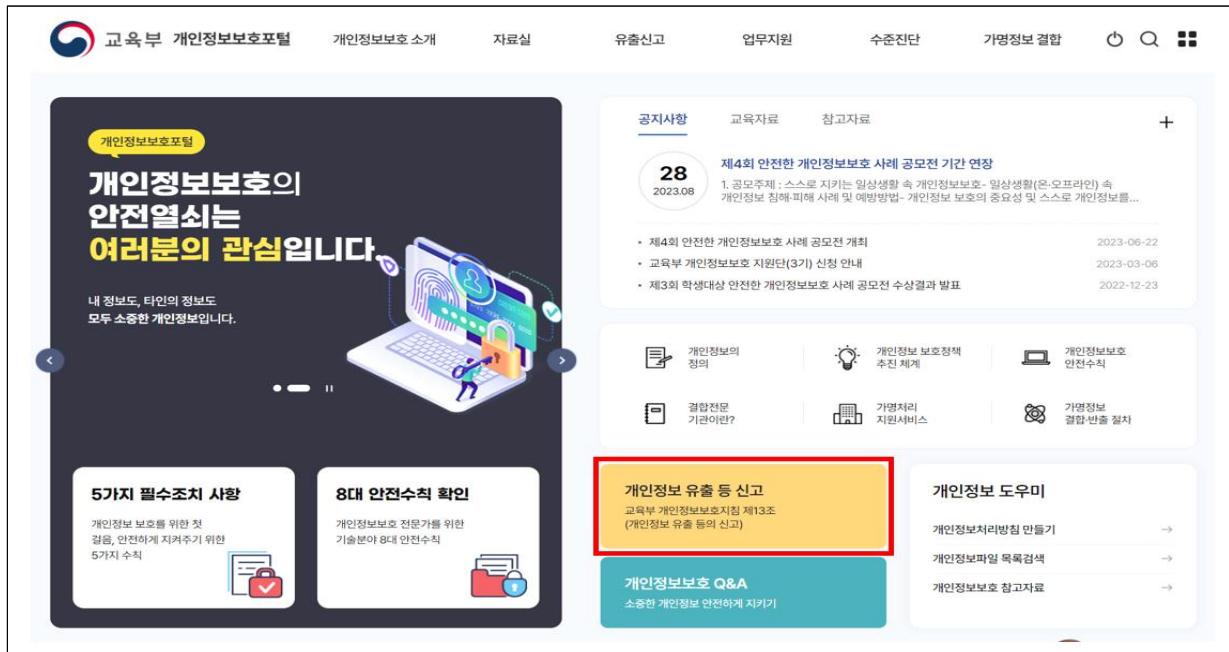 교육부 개인정보보호포털
개인정보보호 소개
자료실
유출신고
업무지원
수준진단
가명정보 결합
개인정보보호포털
개인정보보호의
안전열쇠는
여러분의 관심입니다.
내 정보도, 타인의 정보도
모두 소중한 개인정보입니다.
5가지 필수조치 사항
개인정보 보호를 위한 첫
걸음, 안전하게 지켜주기 위한
5가지 수칙
8대 안전수칙 확인
개인정보보호 전문가를 위한
기술분야 8대 안전수칙
공지사항
교육자료
참고자료
28
2023.08
제4회 안전한 개인정보보호 사례 공모전 기간 연장
1. 공모주제 : 스스로 지키는 일상생활 속 개인정보보호- 일상생활(온·오프라인) 속
개인정보 침해·피해 사례 및 예방방법- 개인정보 보호의 중요성 및 스스로 개인정보를...
제4회 안전한 개인정보보호 사례 공모전 개최 2023-06-22
교육부 개인정보보호 지원단(3기) 신청 안내 2023-03-06
제3회 학생대상 안전한 개인정보보호 사례 공모전 수상결과 발표 2022-12-23
개인정보의
정의
개인정보 보호정책
추진 체계
개인정보보호
안전수칙
결합전문
기관이란?
가명처리
지원서비스
가명정보
결합·반출 절차
개인정보 유출 등 신고
교육부 개인정보보호지침 제13조
(개인정보 유출 등의 신고)
개인정보보호 Q&A
소중한 개인정보 안전하게 지키기
개인정보 도우미
개인정보처리방침 만들기
개인정보파일 목록검색
개인정보보호 참고자료